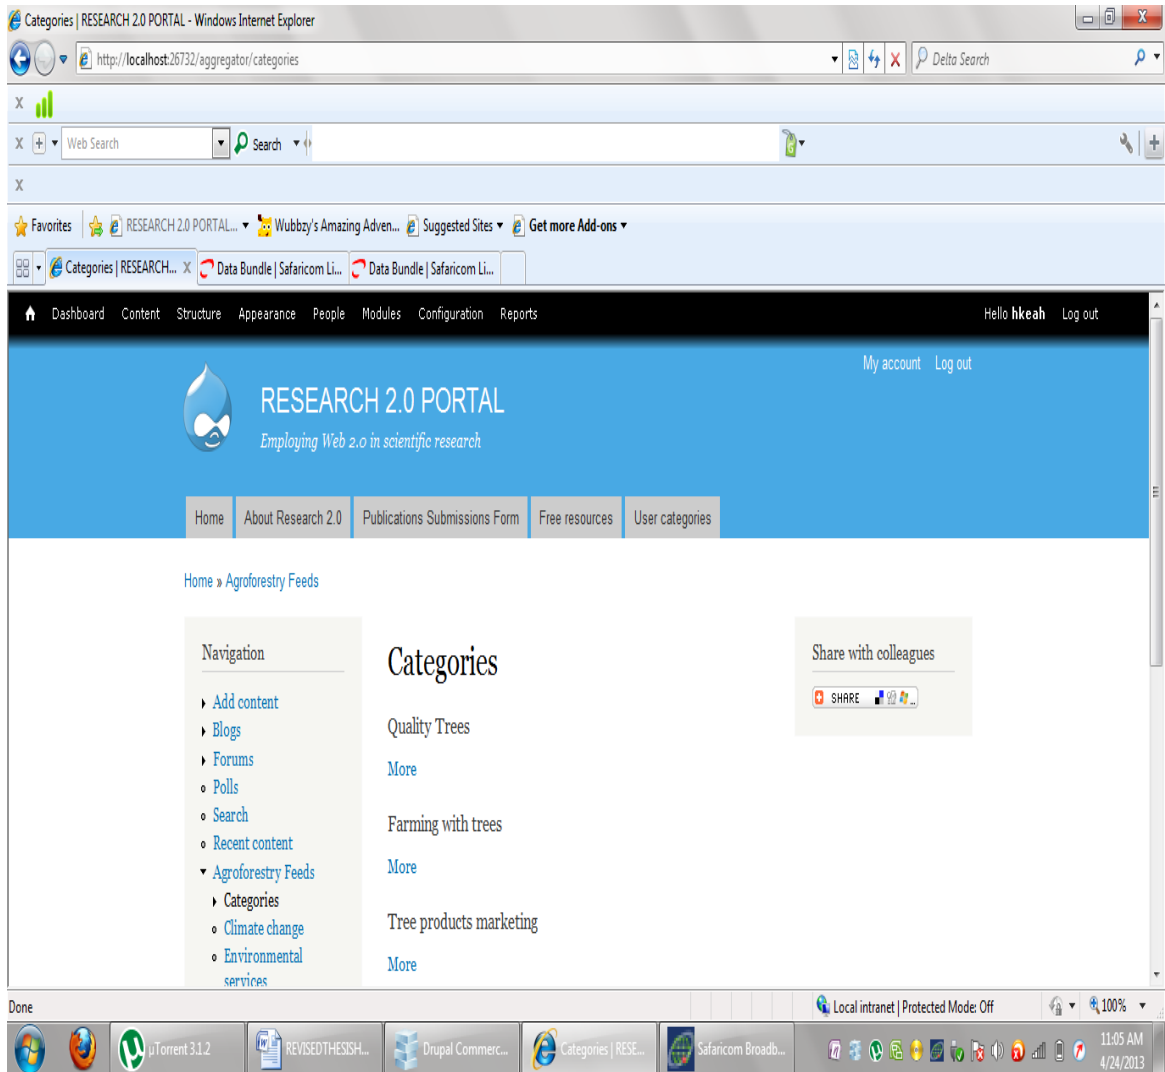 Categories | RESEARCH 2.0 PORTAL - Windows Internet Explorer
http://localhost:26732/aggregator/categories
Delta Search
X
X Web Search Search
X
Favorites RESEARCH 2.0 PORTAL... Wubbzy's Amazing Adven... Suggested Sites Get more Add-ons
Categories | RESEARCH... X Data Bundle | Safaricom Li... Data Bundle | Safaricom Li...
Dashboard Content Structure Appearance People Modules Configuration Reports Hello hkeah Log out
My account Log out
RESEARCH 2.0 PORTAL
Employing Web 2.0 in scientific research
Home About Research 2.0 Publications Submissions Form Free resources User categories
Home » Agroforestry Feeds
Navigation
Add content
Blogs
Forums
Polls
Search
Recent content
Agroforestry Feeds
Categories
Climate change
Environmental
services
Categories
Quality Trees
More
Farming with trees
More
Tree products marketing
More
Share with colleagues
SHARE ...
Done Local intranet | Protected Mode: Off 100%
µTorrent 3.1.2 REVISEDTHESISH... Drupal Commerc... Categories | RESE... Safaricom Broadb... 11:05 AM
4/24/2013